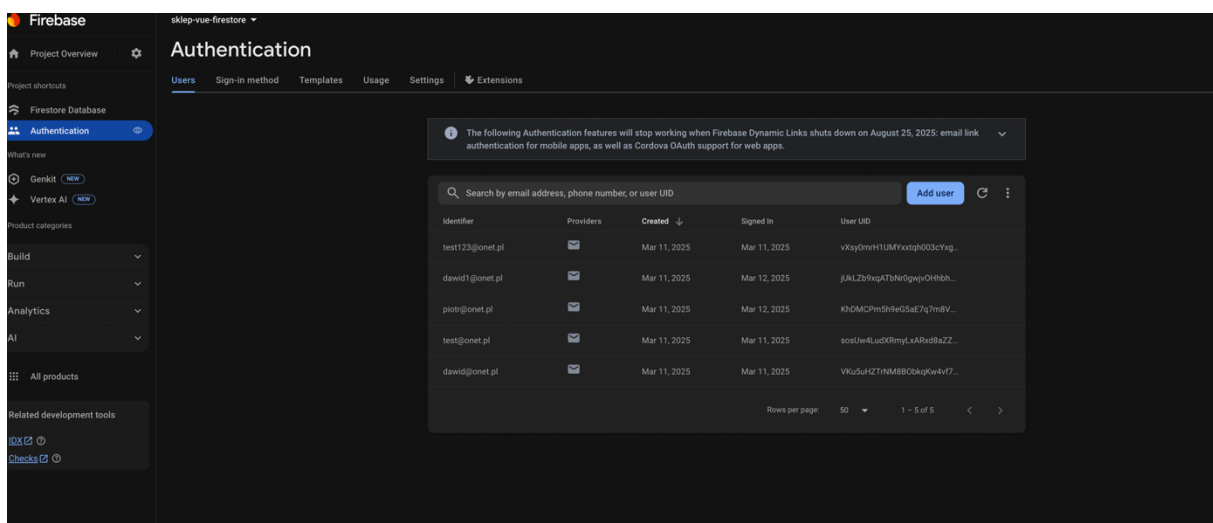 Firebase
Project Overview
Project shortcuts
Firestore Database
Authentication
What's new
Genkit NEW
Vertex AI NEW
Product categories
Build
Run
Analytics
AI
All products
Related development tools
IDX
Checks
sklep-vue-firestore
Authentication
Users Sign-in method Templates Usage Settings Extensions
The following Authentication features will stop working when Firebase Dynamic Links shuts down on August 25, 2025: email link
authentication for mobile apps, as well as Cordova OAuth support for web apps.
Search by email address, phone number, or user UID Add user
Identifier Providers Created Signed In User UID
test123@onet.pl Mar 11, 2025 Mar 11, 2025 vXsy0mrH1UMYxxtqh003cYxg...
dawid1@onet.pl Mar 11, 2025 Mar 12, 2025 jUkLZb9xqATbNr0gwjvOHhbh...
piotr@onet.pl Mar 11, 2025 Mar 12, 2025 KhDMCPm5h9eG5aE7q7m8V...
test@onet.pl Mar 11, 2025 Mar 11, 2025 sosUw4LudXRmyLxARxd8aZZ...
dawid@onet.pl Mar 11, 2025 Mar 11, 2025 VKu5uHZTrNM8BObkqKw4vf7...
Rows per page: 50 1 – 5 of 5